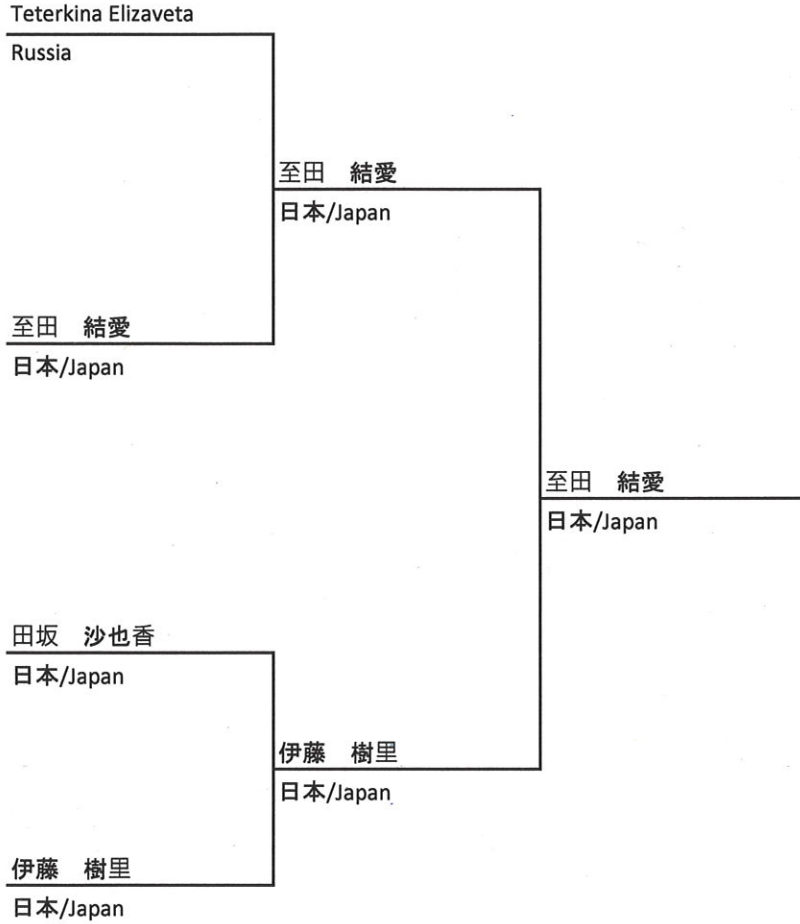 Teterkina Elizaveta
Russia
至田　結愛
日本/Japan
至田　結愛
日本/Japan
至田　結愛
日本/Japan
田坂　沙也香
日本/Japan
伊藤　樹里
日本/Japan
伊藤　樹里
日本/Japan